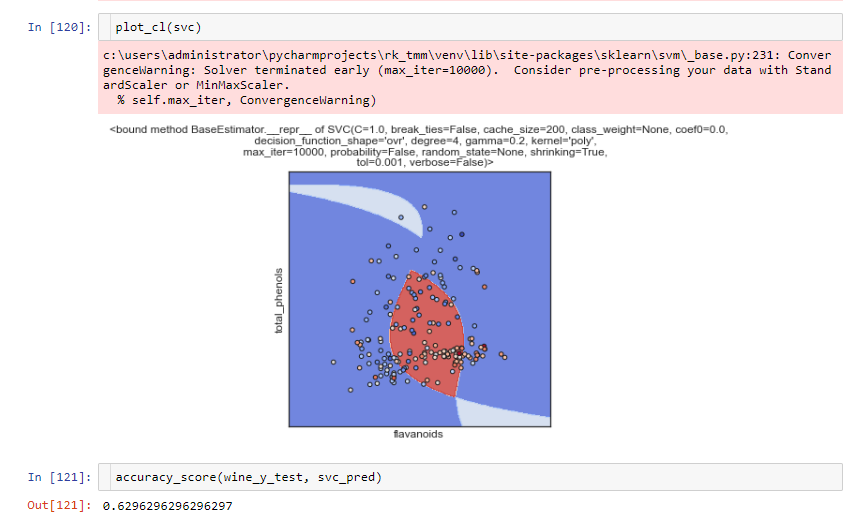 In [120]: plot_cl(svc)
c:\users\administrator\pycharmprojects\rk_tmm\venv\lib\site-packages\sklearn\svm\_base.py:231: Conver
genceWarning: Solver terminated early (max_iter=10000).  Consider pre-processing your data with Stand
ardScaler or MinMaxScaler.
  % self.max_iter, ConvergenceWarning)
<bound method BaseEstimator.__repr__ of SVC(C=1.0, break_ties=False, cache_size=200, class_weight=None, coef0=0.0,
decision_function_shape='ovr', degree=4, gamma=0.2, kernel='poly',
max_iter=10000, probability=False, random_state=None, shrinking=True,
tol=0.001, verbose=False)>
total_phenols
flavanoids
In [121]: accuracy_score(wine_y_test, svc_pred)
Out[121]: 0.6296296296296297